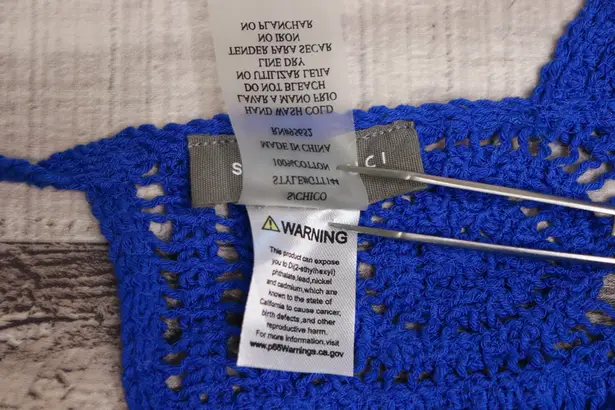 S/CHICO
100%COTTON
MADE IN CHINA
RN#93652
HAND WASH COLD
LAVAR A MANO FRIO
DO NOT BLEACH
NO UTILIZAR LEJIA
LINE DRY
TENDER PARA SECAR
NO IRON
NO PLANCHAR
WARNING
This product can expose
you to Di(2-ethylhexyl)
phthalate,lead,nickel
and cadmium,which are
known to the state of
California to cause cancer,
birth defects ,and other
reproductive harm.
For more information,visit
www.p65Warnings.ca.gov